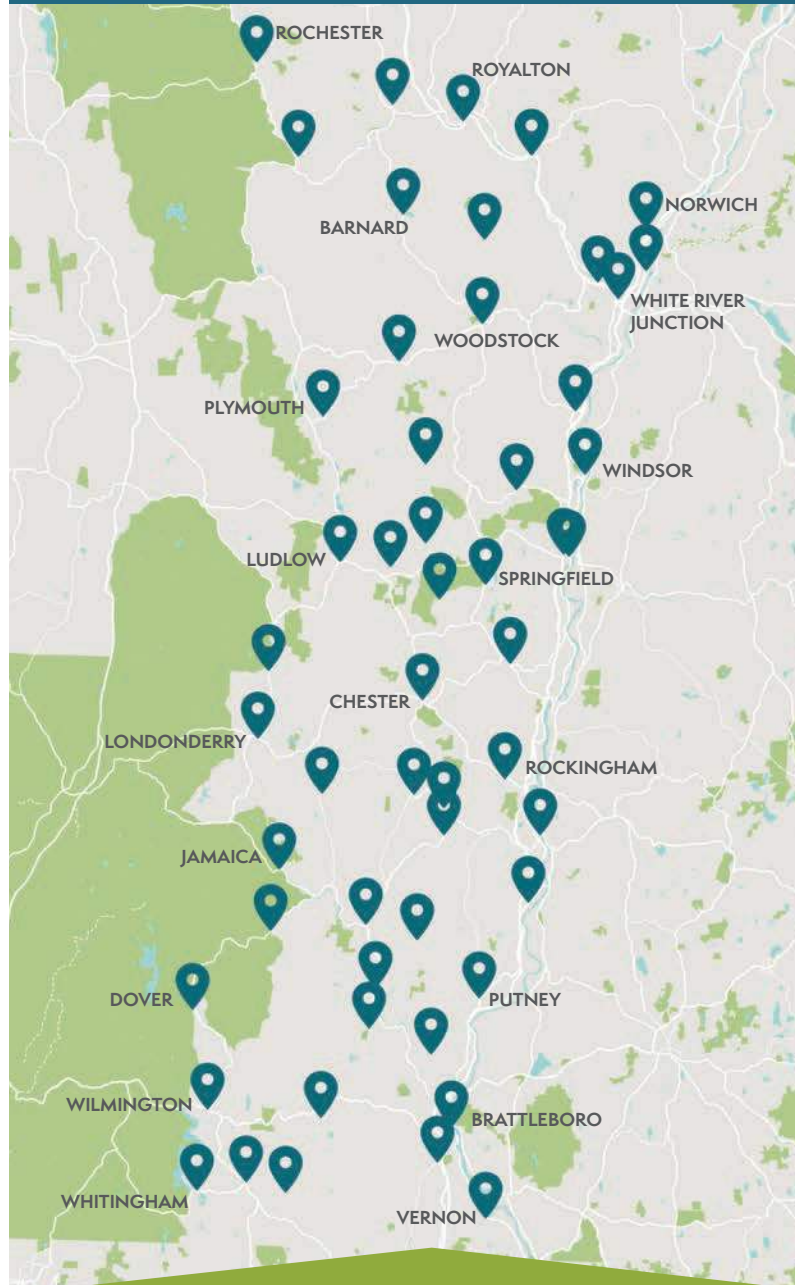 ROCHESTER
ROYALTON
NORWICH
BARNARD
WHITE RIVER
JUNCTION
WOODSTOCK
PLYMOUTH
WINDSOR
LUDLOW
SPRINGFIELD
CHESTER
LONDONDERRY
ROCKINGHAM
JAMAICA
DOVER
PUTNEY
WILMINGTON
BRATTLEBORO
WHITINGHAM
VERNON